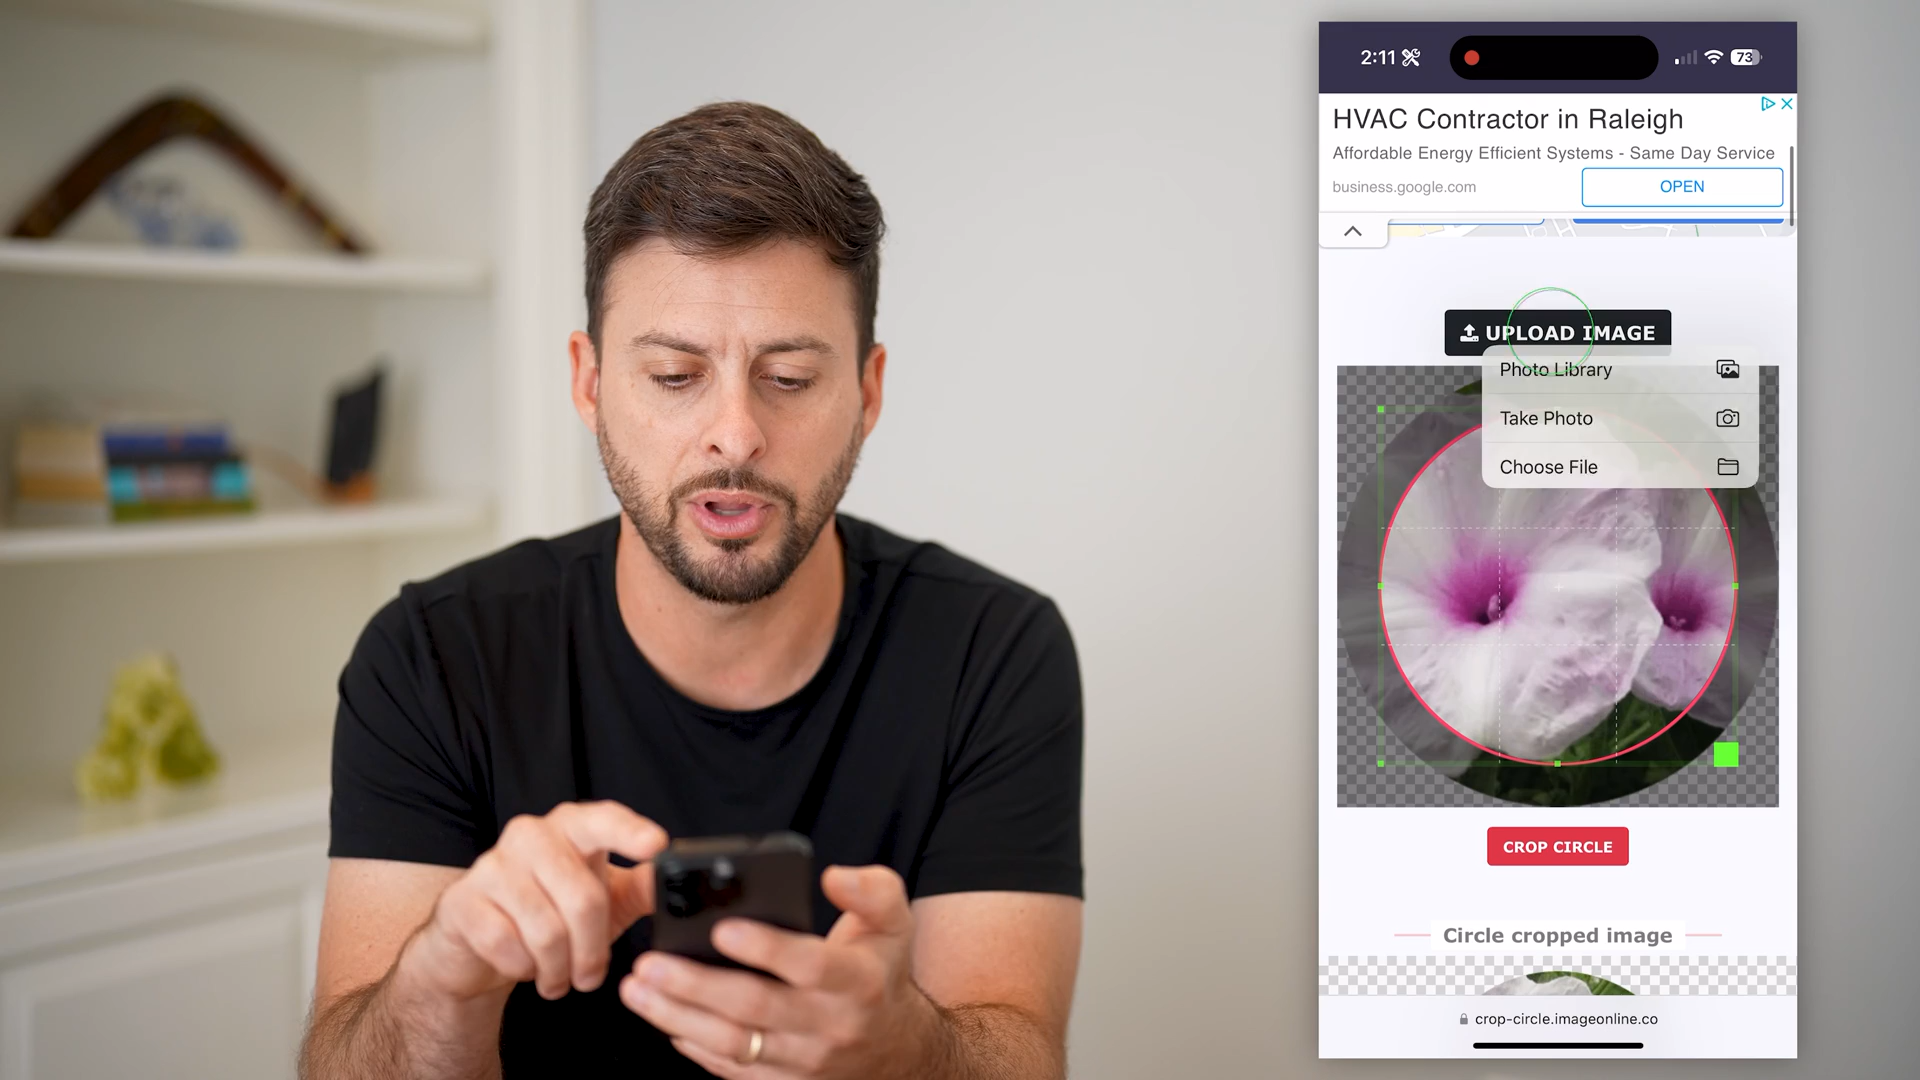 2:11
73
HVAC Contractor in Raleigh
Affordable Energy Efficient Systems - Same Day Service
business.google.com
OPEN
UPLOAD IMAGE
Photo Library
Take Photo
Choose File
CROP CIRCLE
Circle cropped image
crop-circle.imageonline.co